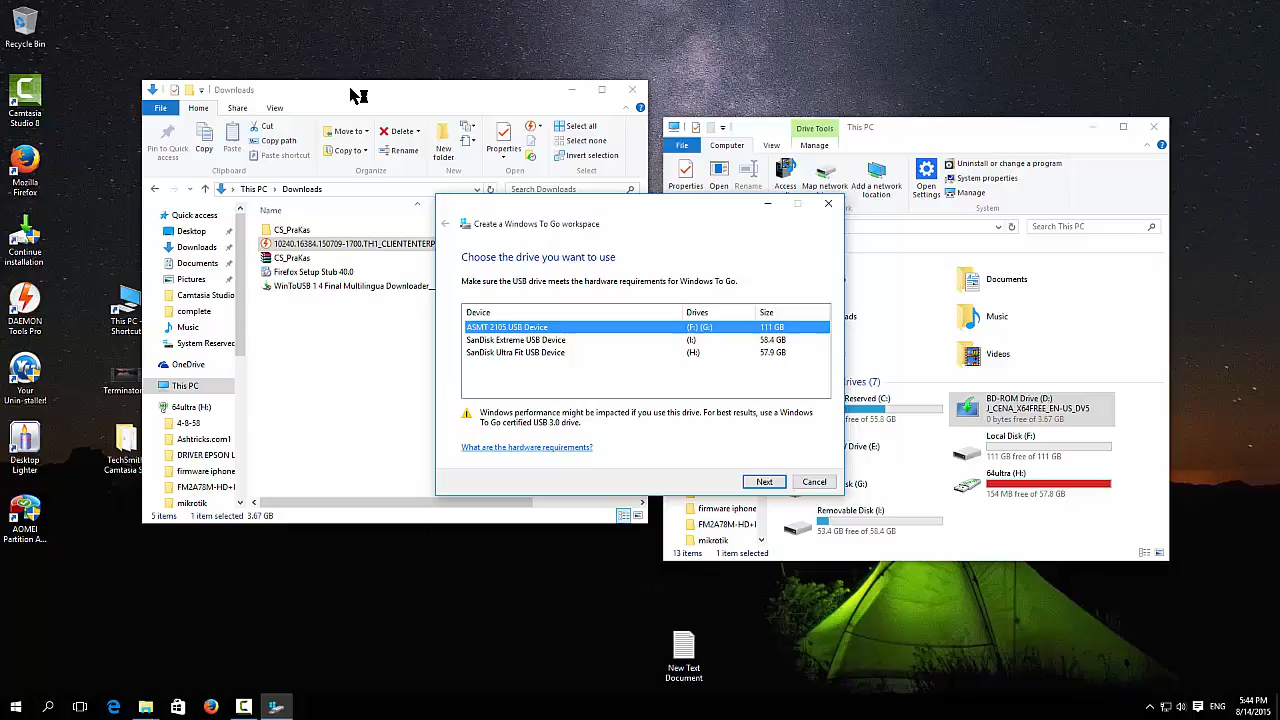 Recycle Bin
Camtasia
Studio 8
Mozilla
Firefox
Continue
installation
DAEMON
Tools Pro
Your
Unin-staller!
Desktop
Lighter
AOMEI
Partition A...
This PC -
Shortcut
Terminator
TechSmith
Camtasia S
New Text
Document
Downloads
File
Home
Share
View
Pin to Quick
access
Copy
Paste
Cut
Copy path
Paste shortcut
Clipboard
Move to
Copy to
Delete
Rename
Organize
New
folder
New
Properties
Open
Select all
Select none
Invert selection
Select
This PC
Downloads
Search Downloads
Quick access
Desktop
Downloads
Documents
Pictures
Camtasia Studio
complete
Music
System Reserved
OneDrive
This PC
64ultra (H:)
4-8-58
Ashtricks.com1
DRIVER EPSON L
firmware iphone
FM2A78M-HD+I
mikrotik
Name
CS_PraKas
10240.16384.150709-1700.TH1_CLIENTENTERP
CS_PraKas
Firefox Setup Stub 40.0
WinToUSB 1 4 Final Multilingua Downloader_
5 items
1 item selected 3.67 GB
Drive Tools
This PC
File
Computer
View
Manage
Properties
Open
Rename
Access
Map network
Add a network
location
Open
Settings
Uninstall or change a program
System properties
Manage
System
Search This PC
Documents
Music
Videos
BD-ROM Drive (D:)
J_CENA_X64FREE_EN-US_DV5
0 bytes free of 3.67 GB
Local Disk (F:)
111 GB free of 111 GB
64ultra (H:)
154 MB free of 57.8 GB
Removable Disk (I:)
53.4 GB free of 58.4 GB
firmware iphone
FM2A78M-HD+I
mikrotik
13 items
1 item selected
Create a Windows To Go workspace
Choose the drive you want to use
Make sure the USB drive meets the hardware requirements for Windows To Go.
Device Drives Size
ASMT 2105 USB Device (F:) (G:) 111 GB
SanDisk Extreme USB Device (I:) 58.4 GB
SanDisk Ultra Fit USB Device (H:) 57.9 GB
Windows performance might be impacted if you use this drive. For best results, use a Windows
To Go certified USB 3.0 drive.
What are the hardware requirements?
Next
Cancel
ENG
5:44 PM
8/14/2015